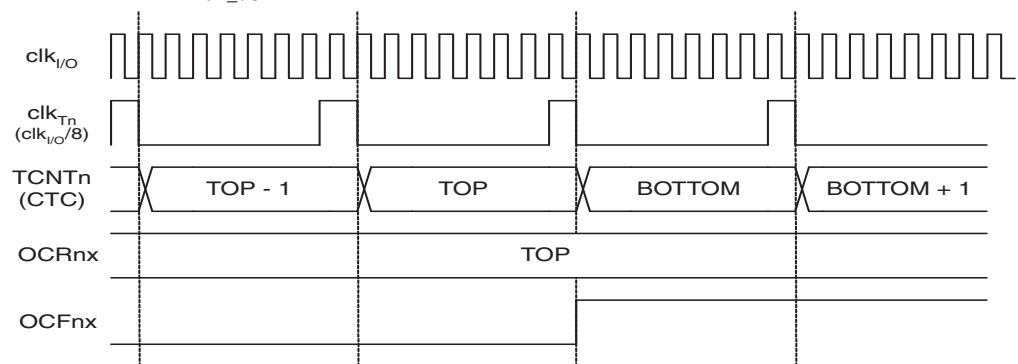 clkI/O
clkTn
(clkI/O/8)
TCNTn
(CTC)
TOP - 1
TOP
BOTTOM
BOTTOM + 1
OCRnx
TOP
OCFnx